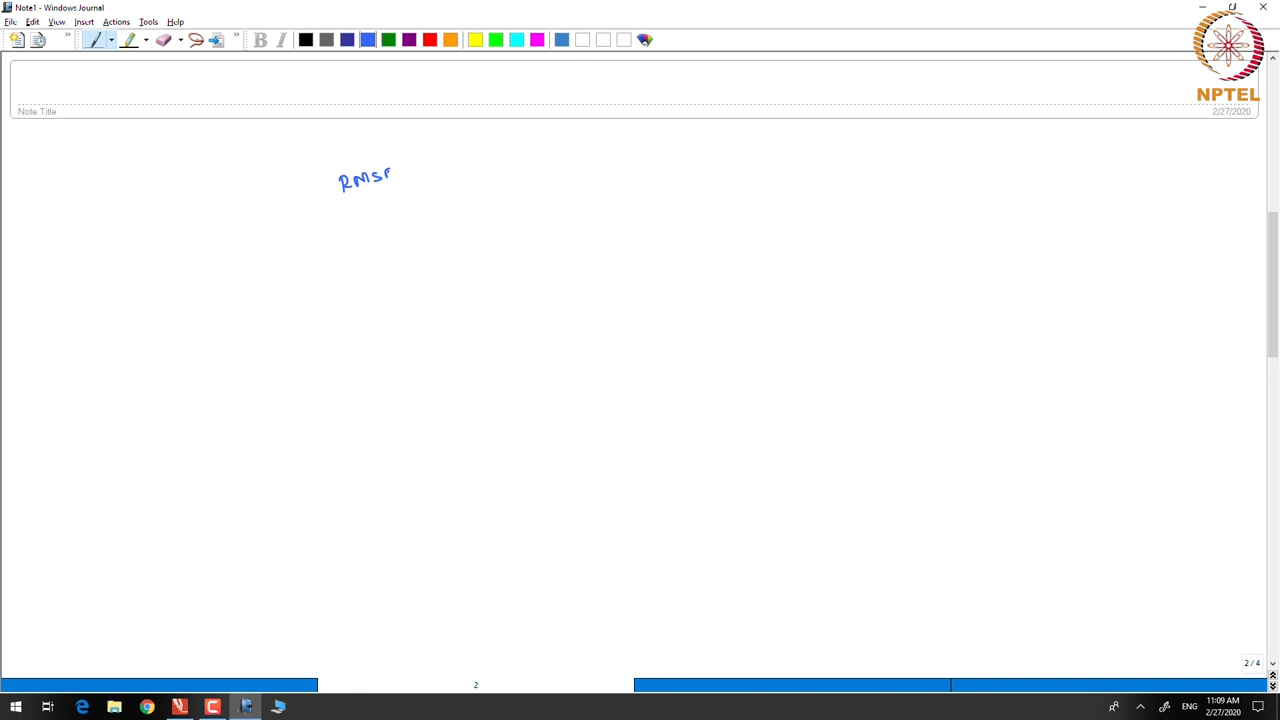 Note1 - Windows Journal
File Edit View Insert Actions Tools Help
NPTEL
Note Title
2/27/2020
2 / 4
2
11:09 AM
ENG
2/27/2020